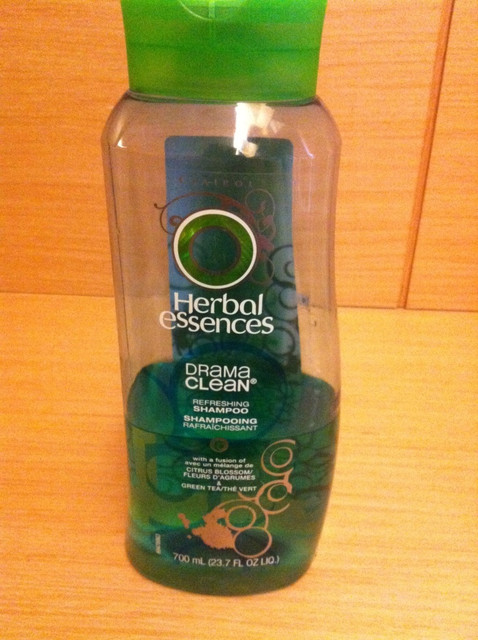 CLAIROL
Herbal
essences
DRama
CLean®
REFRESHING
SHAMPOO
SHAMPOOING
RAFRAÎCHISSANT
with a fusion of
avec un mélange de
CITRUS BLOSSOM/
FLEURS D'AGRUMES
&
GREEN TEA/THÉ VERT
700 mL (23.7 FL OZ LIQ.)